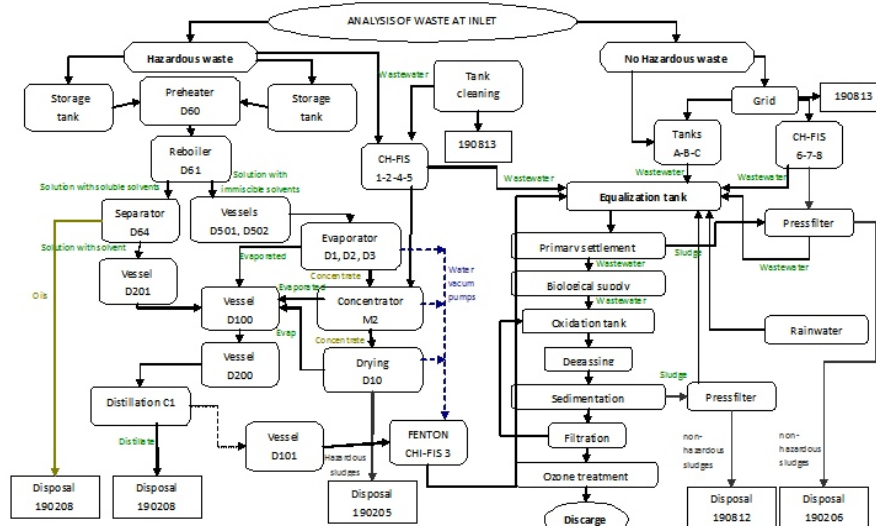 ANALYSIS OF WASTE AT INLET
Hazardous waste
No Hazardous waste
Wastewater
Tank
cleaning
Storage
tank
Preheater
D60
Storage
tank
Grid
190813
190813
Tanks
A-B-C
CH-FIS
6-7-8
Reboiler
D61
CH-FIS
1-2-4-5
Solution with soluble solvents
Solution with
immiscible solvents
Wastewater
Wastewater
Wastewater
Equalization tank
Separator
D64
Vessels
D501, D502
Pressfilter
Evaporator
D1, D2, D3
Primary settlement
Sludge
Solution with solvent
Evaporated
Concentrate
Water
vacum
pumps
Wastewater
Wastewater
Vessel
D201
Evaporated
Biological supply
Oils
Vessel
D100
Concentrator
M2
Wastewater
Oxidation tank
Rainwater
Evap
Concentrate
Vessel
D200
Drying
D10
Degassing
Sludge
Distillation C1
Sedimentation
Pressfilter
Vessel
D101
FENTON
CHI-FIS 3
Filtration
Distillate
Hazardous
sludges
non-
hazardous
sludges
non-
hazardous
sludges
Ozone treatment
Disposal
190208
Disposal
190208
Disposal
190205
Discarge
Disposal
190812
Disposal
190206